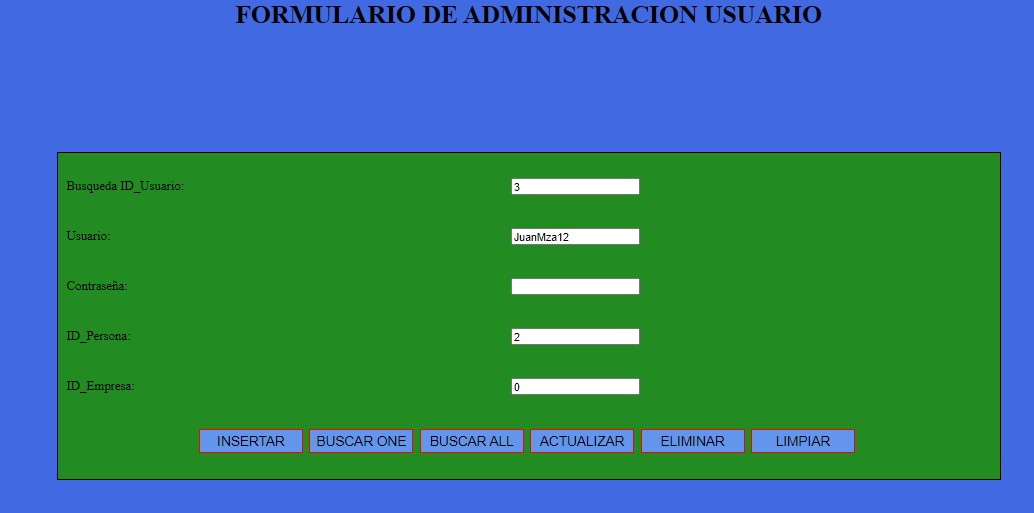 FORMULARIO DE ADMINISTRACION USUARIO
Busqueda ID_Usuario: 3
Usuario: JuanMza12
Contraseña:
ID_Persona: 2
ID_Empresa: 0
INSERTAR BUSCAR ONE BUSCAR ALL ACTUALIZAR ELIMINAR LIMPIAR